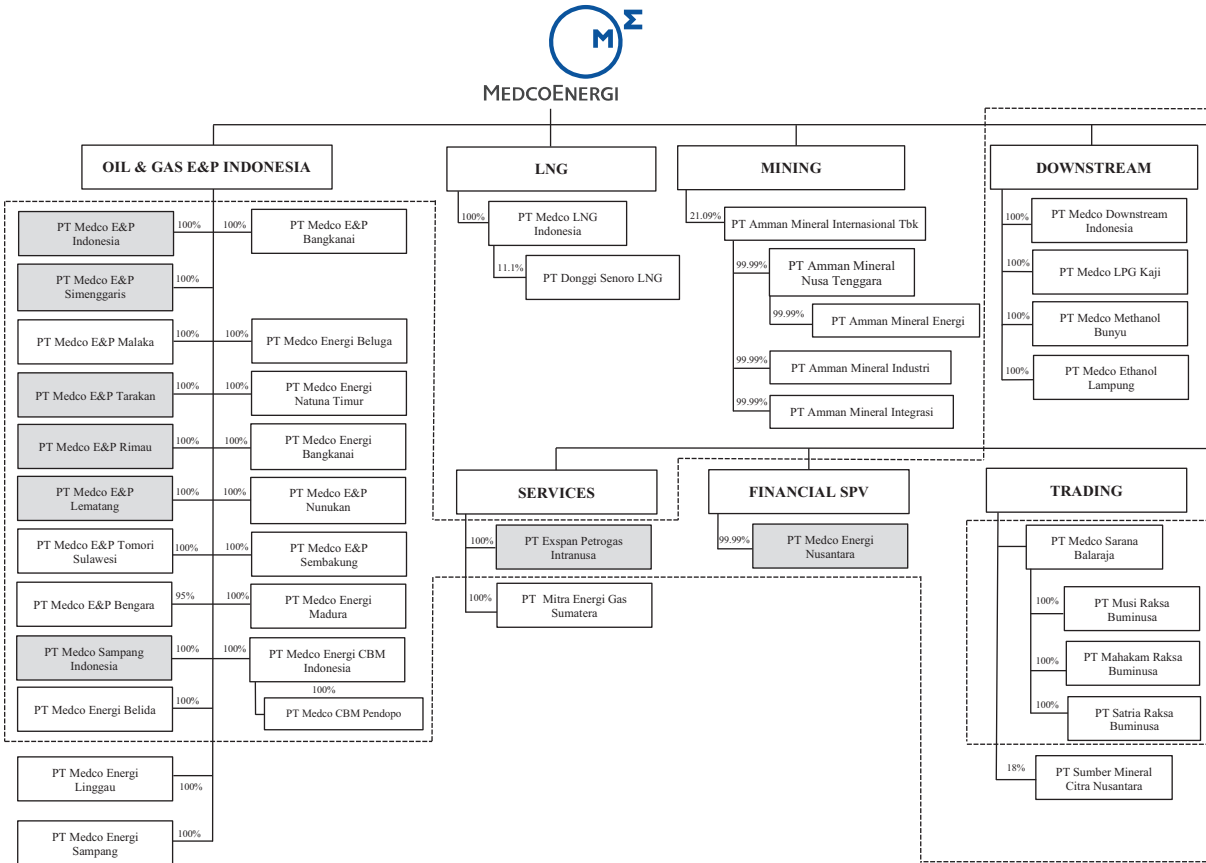 M Σ
MEDCOENERGI
OIL & GAS E&P INDONESIA
PT Medco E&P
Indonesia
100%
100%
PT Medco E&P
Bangkanai
PT Medco E&P
Simenggaris
100%
PT Medco E&P Malaka
100%
100%
PT Medco Energi Beluga
PT Medco E&P Tarakan
100%
100%
PT Medco Energi
Natuna Timur
PT Medco E&P Rimau
100%
100%
PT Medco Energi
Bangkanai
PT Medco E&P
Lematang
100%
100%
PT Medco E&P
Nunukan
PT Medco E&P Tomori
Sulawesi
100%
100%
PT Medco E&P
Sembakung
PT Medco E&P Bengara
95%
100%
PT Medco Energi
Madura
PT Medco Sampang
Indonesia
100%
100%
PT Medco Energi CBM
Indonesia
100%
PT Medco CBM Pendopo
PT Medco Energi Belida
100%
PT Medco Energi
Linggau
100%
PT Medco Energi
Sampang
100%
LNG
100%
PT Medco LNG
Indonesia
11.1%
PT Donggi Senoro LNG
MINING
21.09%
PT Amman Mineral Internasional Tbk
99.99%
PT Amman Mineral
Nusa Tenggara
99.99%
PT Amman Mineral Energi
99.99%
PT Amman Mineral Industri
99.99%
PT Amman Mineral Integrasi
DOWNSTREAM
100%
PT Medco Downstream
Indonesia
100%
PT Medco LPG Kaji
100%
PT Medco Methanol
Bunyu
100%
PT Medco Ethanol
Lampung
SERVICES
100%
PT Exspan Petrogas
Intranusa
100%
PT Mitra Energi Gas
Sumatera
FINANCIAL SPV
99.99%
PT Medco Energi
Nusantara
TRADING
PT Medco Sarana
Balaraja
100%
PT Musi Raksa
Buminusa
100%
PT Mahakam Raksa
Buminusa
100%
PT Satria Raksa
Buminusa
18%
PT Sumber Mineral
Citra Nusantara